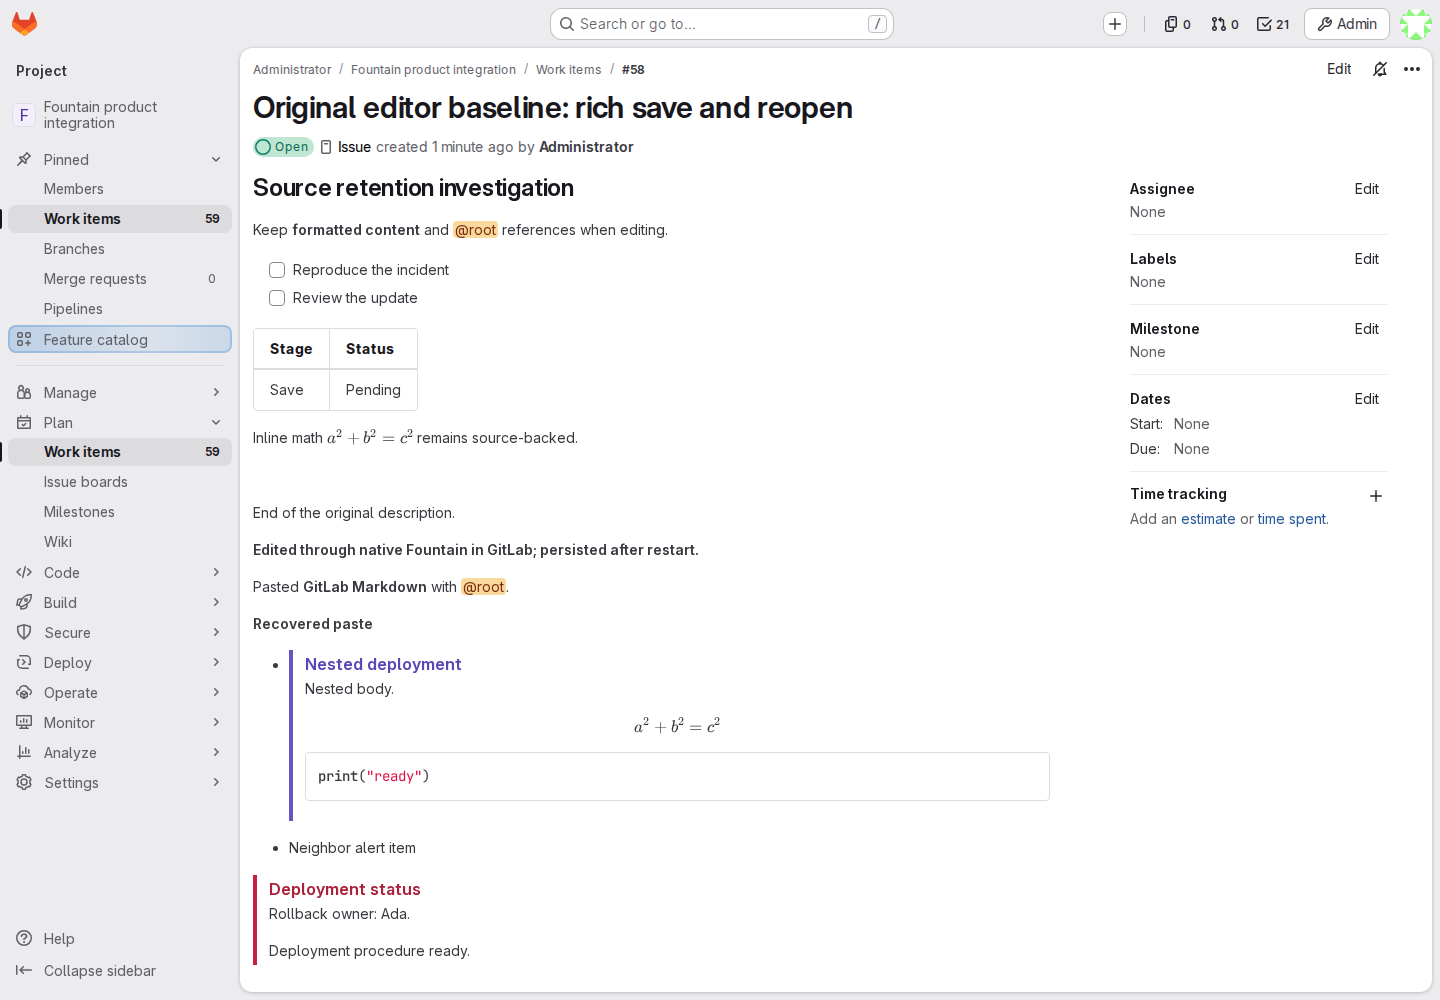 Search or go to...
/
0
0
21
Admin
Project
F
Fountain product
integration
Pinned
Members
Work items
59
Branches
Merge requests
0
Pipelines
Feature catalog
Manage
Plan
Work items
59
Issue boards
Milestones
Wiki
Code
Build
Secure
Deploy
Operate
Monitor
Analyze
Settings
Help
Collapse sidebar
Administrator / Fountain product integration / Work items / #58
Edit
Original editor baseline: rich save and reopen
Open Issue created 1 minute ago by Administrator
Source retention investigation
Keep formatted content and @root references when editing.
Reproduce the incident
Review the update
Stage Status
Save Pending
Inline math a² + b² = c² remains source-backed.
End of the original description.
Edited through native Fountain in GitLab; persisted after restart.
Pasted GitLab Markdown with @root.
Recovered paste
Nested deployment
Nested body.
a² + b² = c²
print("ready")
Neighbor alert item
Deployment status
Rollback owner: Ada.
Deployment procedure ready.
Assignee
Edit
None
Labels
Edit
None
Milestone
Edit
None
Dates
Edit
Start: None
Due: None
Time tracking
Add an estimate or time spent.